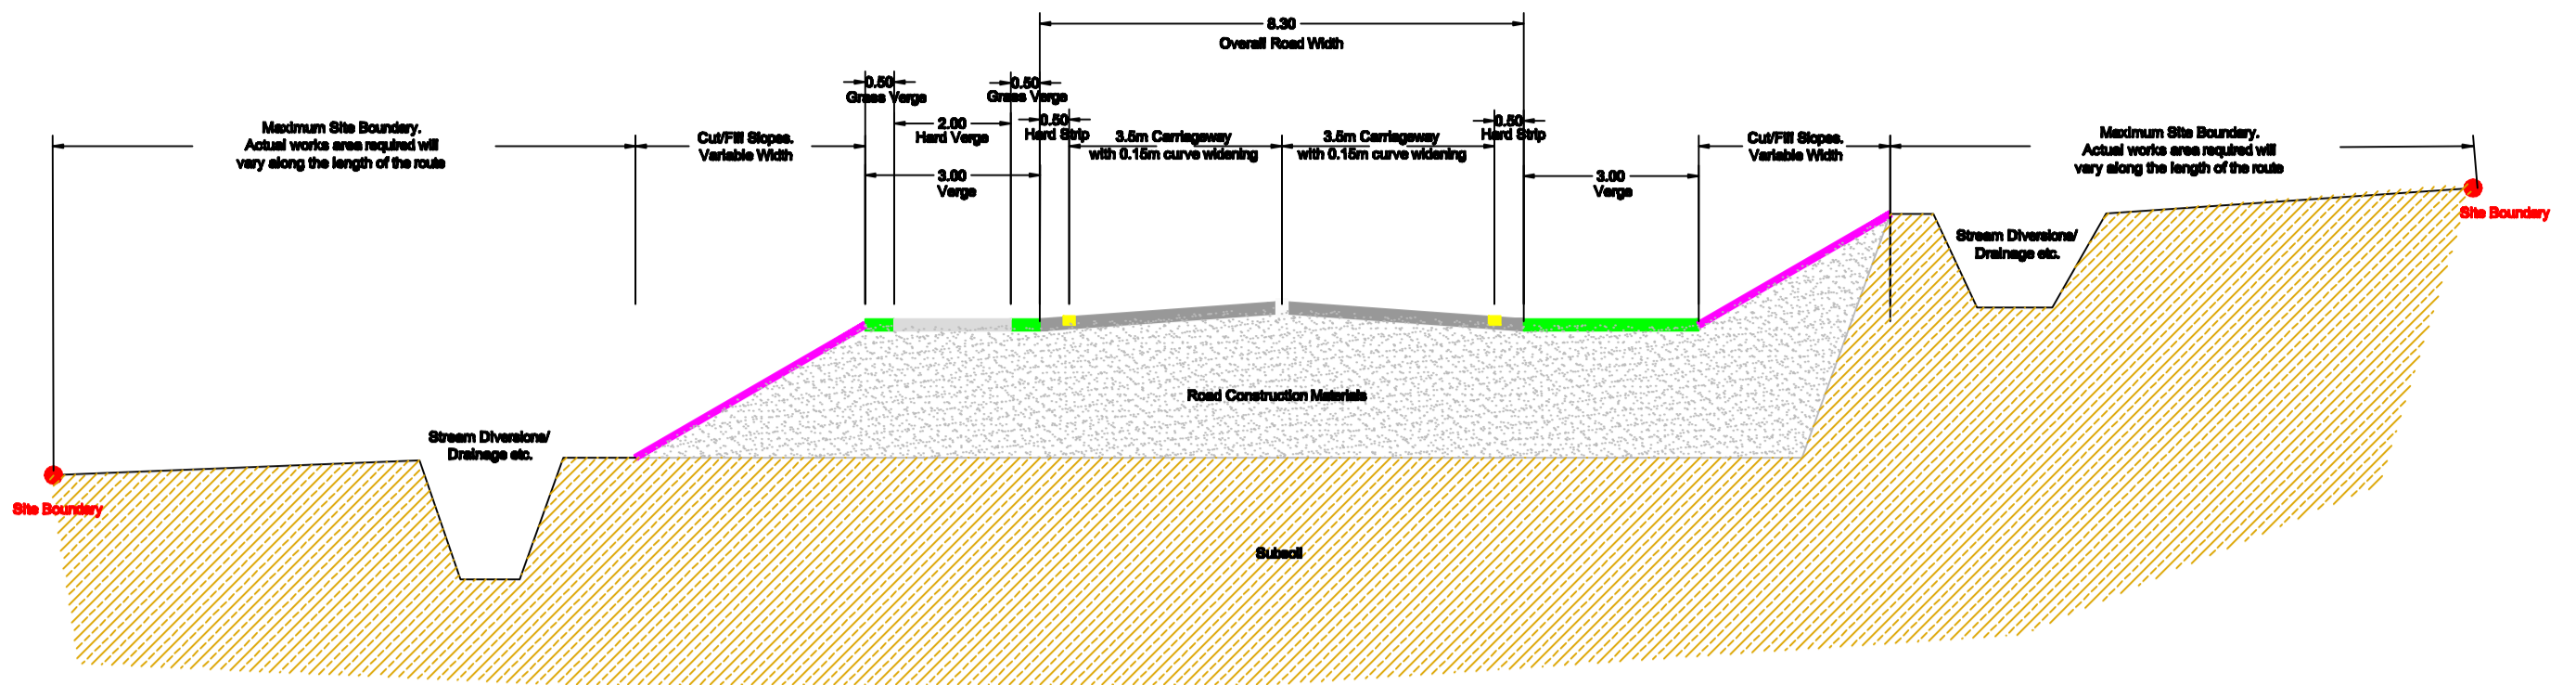 8.30
Overall Road Width
0.50
Grass Verge
0.50
Grass Verge
2.00
Hard Verge
0.50
Hard Strip
0.50
Hard Strip
Maximum Site Boundary.
Actual works area required will
vary along the length of the route
Cut/Fill Slopes.
Variable Width
3.5m Carriageway
with 0.15m curve widening
3.5m Carriageway
with 0.15m curve widening
Cut/Fill Slopes.
Variable Width
Maximum Site Boundary.
Actual works area required will
vary along the length of the route
3.00
Verge
3.00
Verge
Site Boundary
Stream Diversions/
Drainage etc.
Road Construction Materials
Stream Diversions/
Drainage etc.
Site Boundary
Subsoil